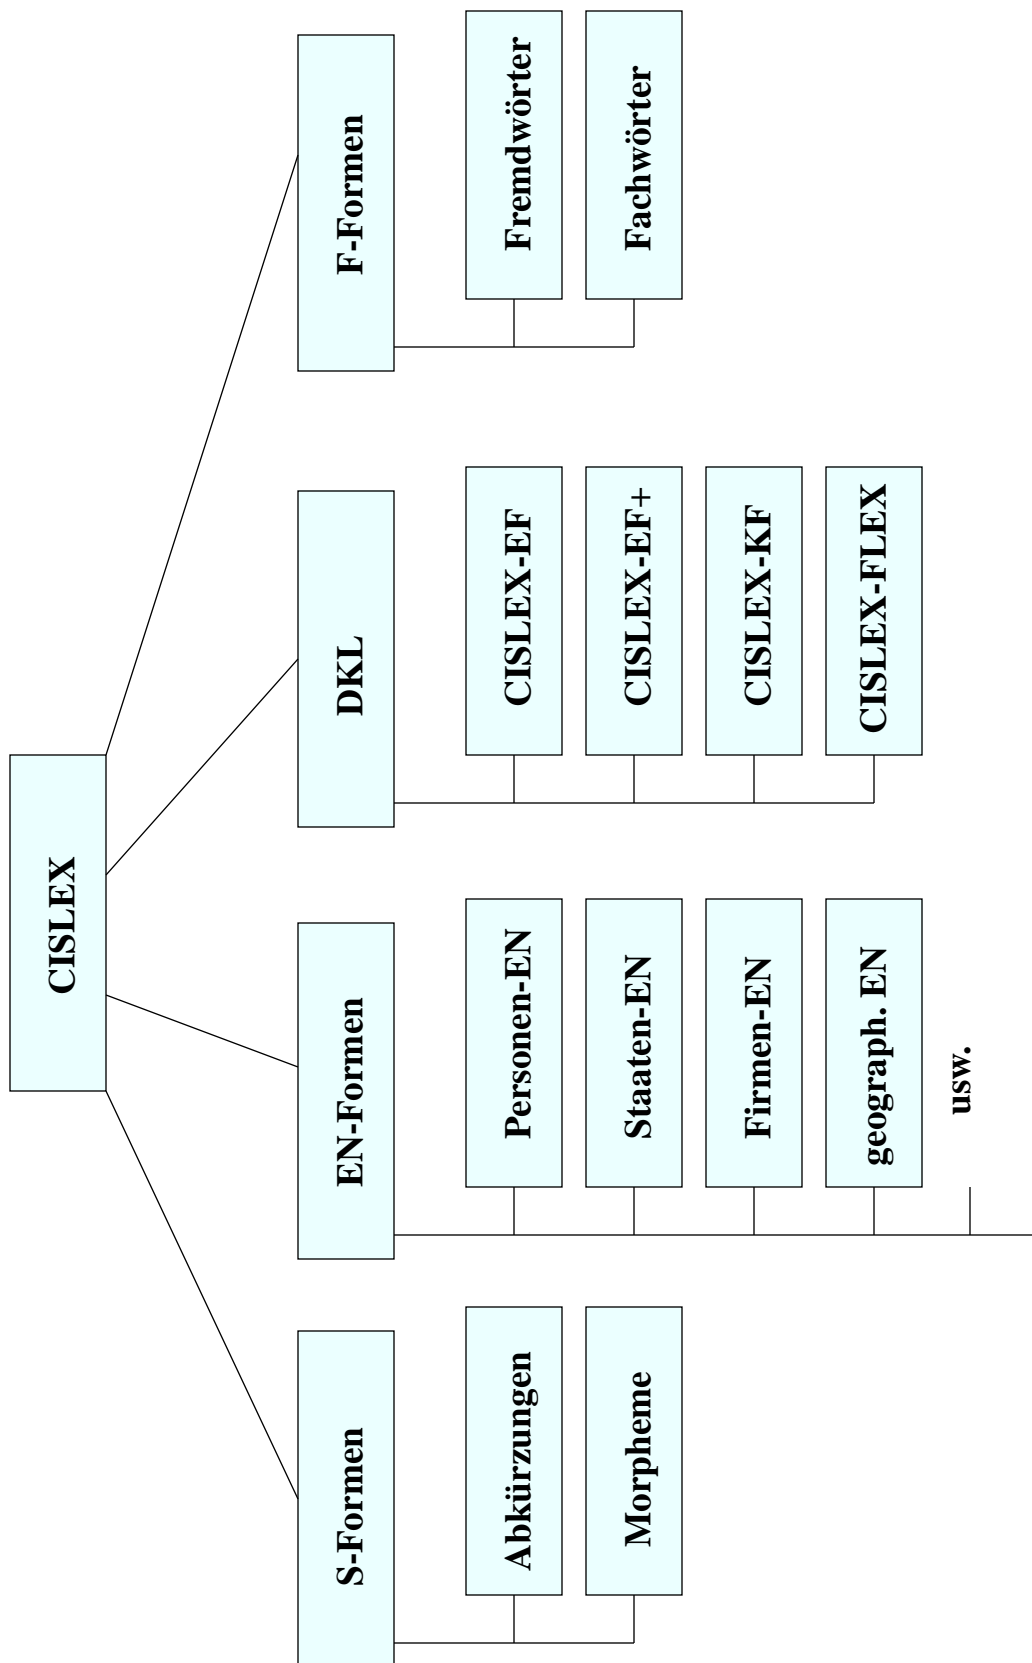 CISLEX
S-Formen
Abkürzungen
Morpheme
EN-Formen
Personen-EN
Staaten-EN
Firmen-EN
geograph. EN
usw.
DKL
CISLEX-EF
CISLEX-EF+
CISLEX-KF
CISLEX-FLEX
F-Formen
Fremdwörter
Fachwörter